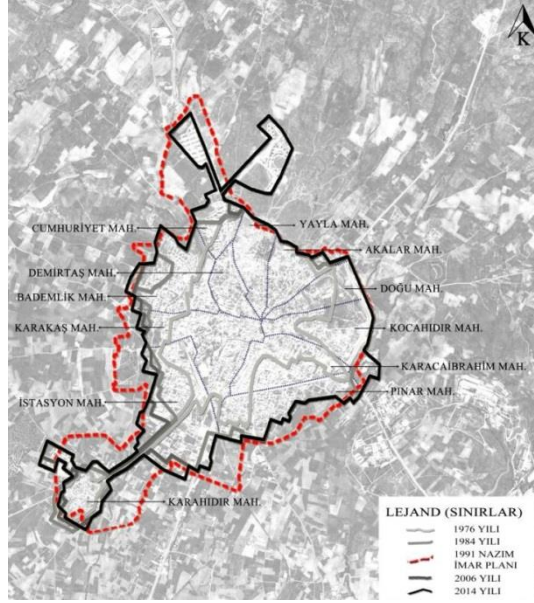 K
YAYLA MAH.
CUMHURİYET MAH.
AKALAR MAH.
DEMİRTAŞ MAH.
DOĞU MAH.
BADEMLİK MAH.
KARAKAŞ MAH.
KOCAHIDIR MAH.
KARACAİBRAHİM MAH.
PINAR MAH.
İSTASYON MAH.
KARAHIDIR MAH.
LEJAND (SINIRLAR)
1976 YILI
1984 YILI
1991 NAZIM
İMAR PLANI
2006 YILI
2014 YILI